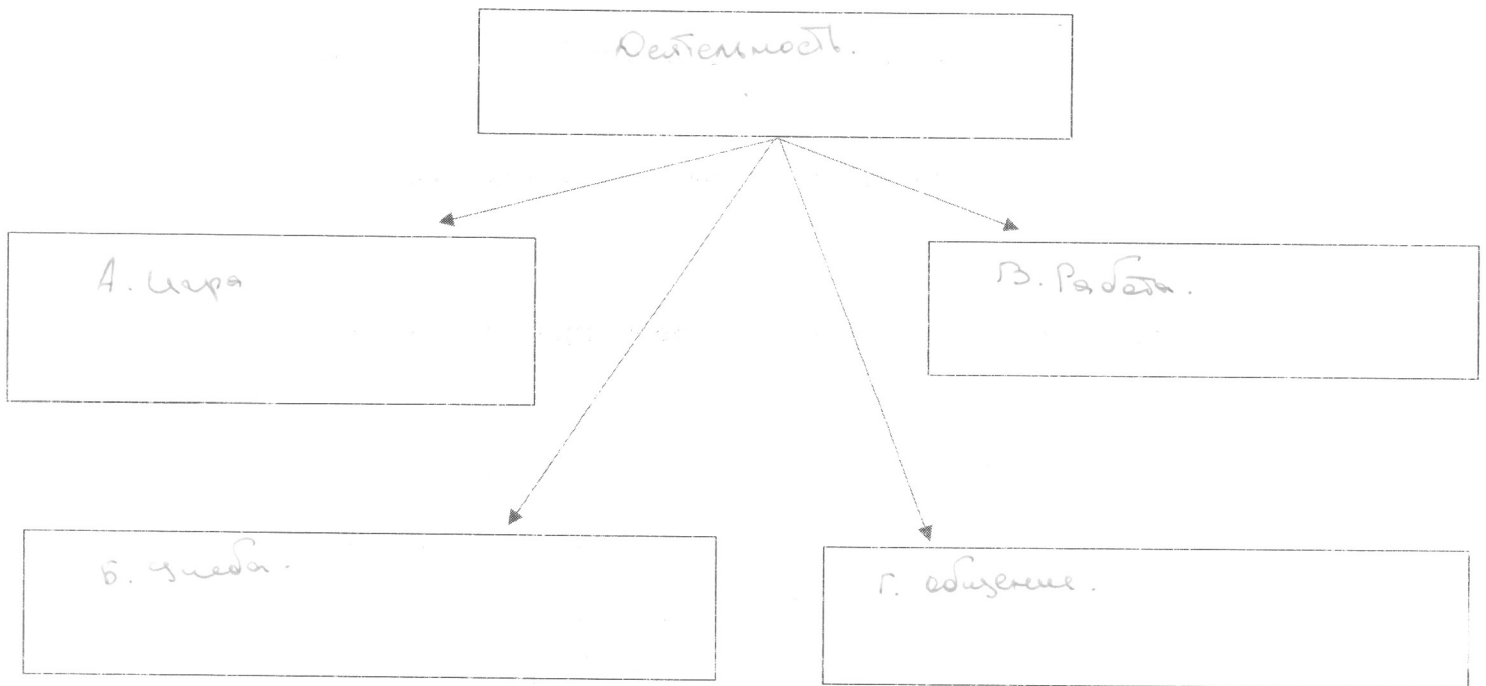 Деятельность.
А. Игра
В. Работа.
Б. Учеба.
Г. общение.